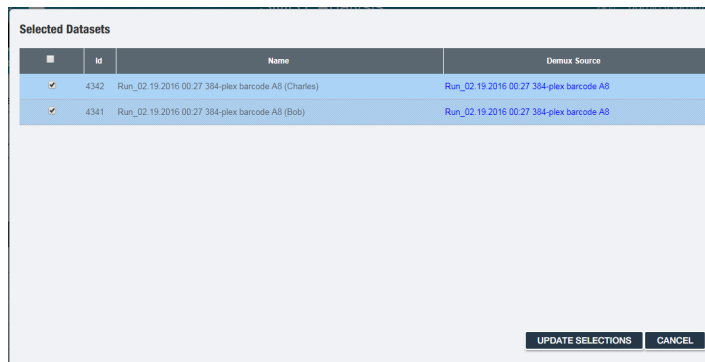 Selected Datasets
Id Name Demux Source
4342 Run_02.19.2016 00:27 384-plex barcode A8 (Charles) Run_02.19.2016 00:27 384-plex barcode A8
4341 Run_02.19.2016 00:27 384-plex barcode A8 (Bob) Run_02.19.2016 00:27 384-plex barcode A8
UPDATE SELECTIONS CANCEL